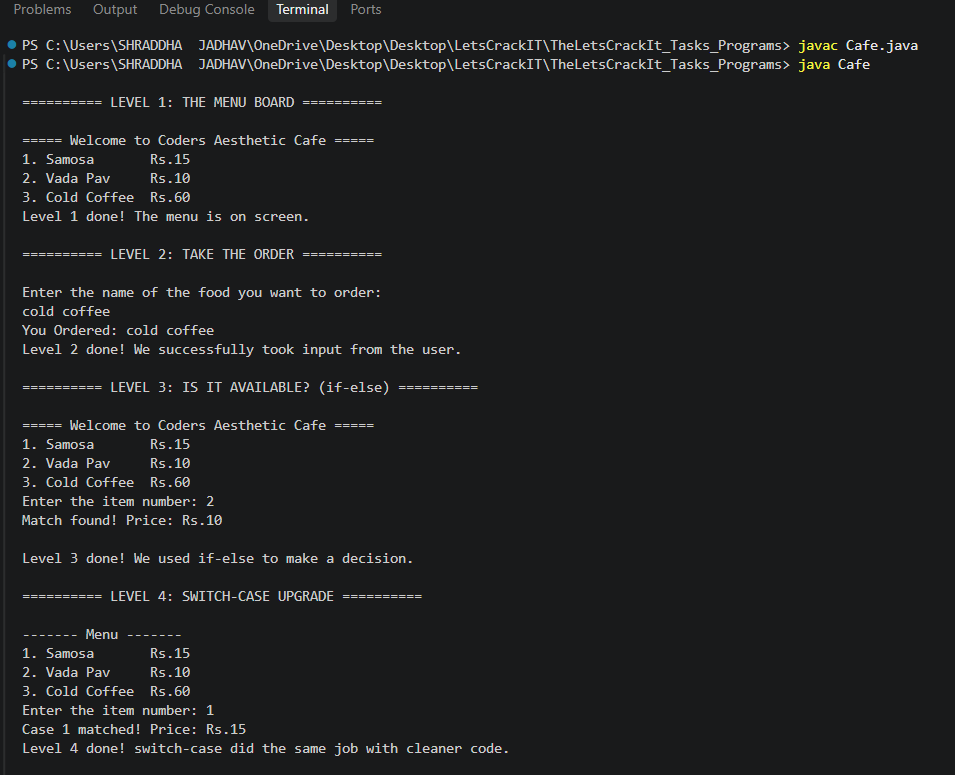 Problems Output Debug Console Terminal Ports
PS C:\Users\SHRADDHA  JADHAV\OneDrive\Desktop\Desktop\LetsCrackIT\TheLetsCrackIt_Tasks_Programs> javac Cafe.java
PS C:\Users\SHRADDHA  JADHAV\OneDrive\Desktop\Desktop\LetsCrackIT\TheLetsCrackIt_Tasks_Programs> java Cafe
========== LEVEL 1: THE MENU BOARD ==========
===== Welcome to Coders Aesthetic Cafe =====
1. Samosa       Rs.15
2. Vada Pav     Rs.10
3. Cold Coffee  Rs.60
Level 1 done! The menu is on screen.
========== LEVEL 2: TAKE THE ORDER ==========
Enter the name of the food you want to order:
cold coffee
You Ordered: cold coffee
Level 2 done! We successfully took input from the user.
========== LEVEL 3: IS IT AVAILABLE? (if-else) ==========
===== Welcome to Coders Aesthetic Cafe =====
1. Samosa       Rs.15
2. Vada Pav     Rs.10
3. Cold Coffee  Rs.60
Enter the item number: 2
Match found! Price: Rs.10
Level 3 done! We used if-else to make a decision.
========== LEVEL 4: SWITCH-CASE UPGRADE ==========
------- Menu -------
1. Samosa       Rs.15
2. Vada Pav     Rs.10
3. Cold Coffee  Rs.60
Enter the item number: 1
Case 1 matched! Price: Rs.15
Level 4 done! switch-case did the same job with cleaner code.